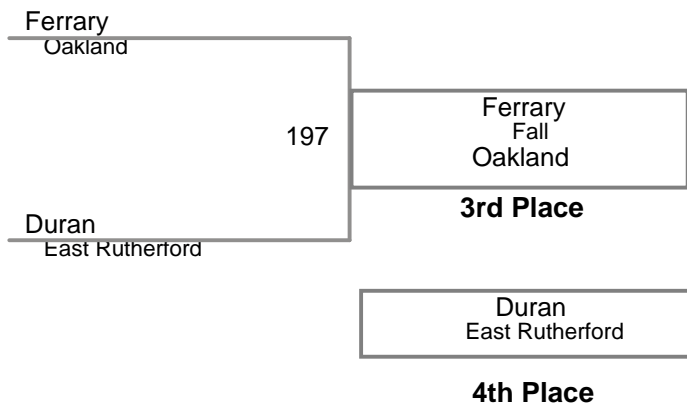 Ferrary
Oakland
197
Ferrary
Fall
Oakland
3rd Place
Duran
East Rutherford
Duran
East Rutherford
4th Place